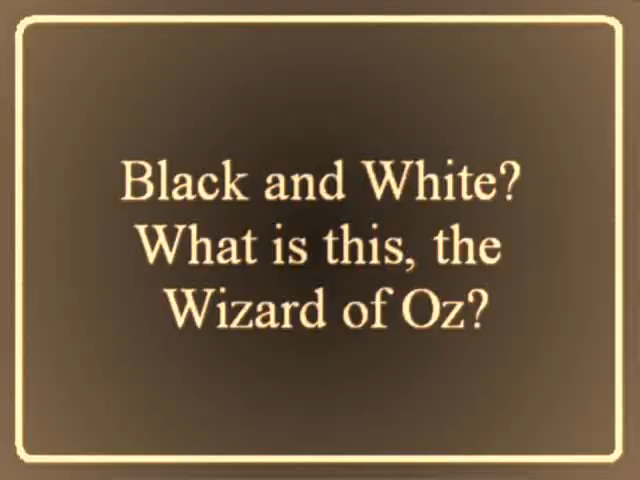 Black and White?
What is this, the
Wizard of Oz?